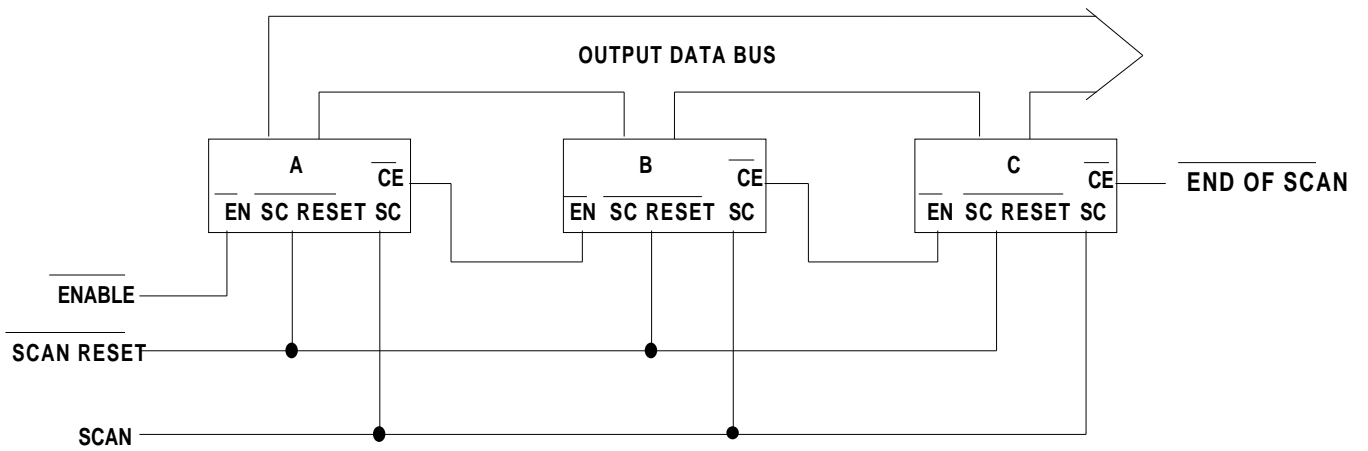 OUTPUT DATA BUS
A
B
C
CE
CE
CE
END OF SCAN
EN SC RESET SC
EN SC RESET SC
EN SC RESET SC
ENABLE
SCAN RESET
SCAN